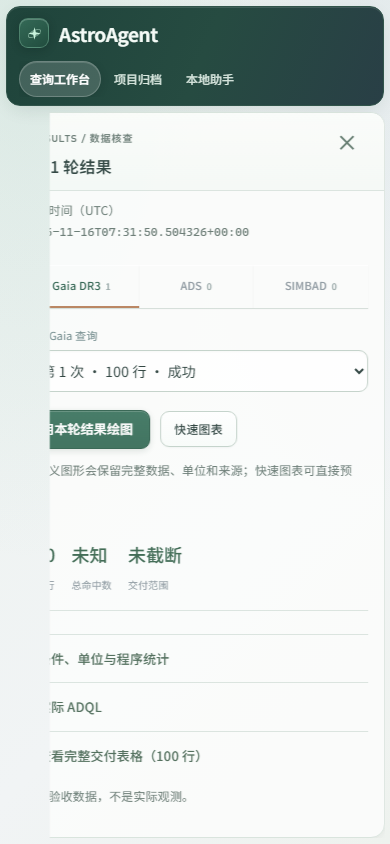 AstroAgent
查询工作台 项目归档 本地助手
SULTS / 数据核查
1 轮结果
时间（UTC）
-11-16T07:31:50.504326+00:00
Gaia DR3 1 ADS 0 SIMBAD 0
Gaia 查询
第 1 次 · 100 行 · 成功
本轮结果绘图 快速图表
义图形会保留完整数据、单位和来源；快速图表可直接预
0 未知 未截断
行 总命中数 交付范围
件、单位与程序统计
际 ADQL
看完整交付表格（100 行）
验收数据，不是实际观测。